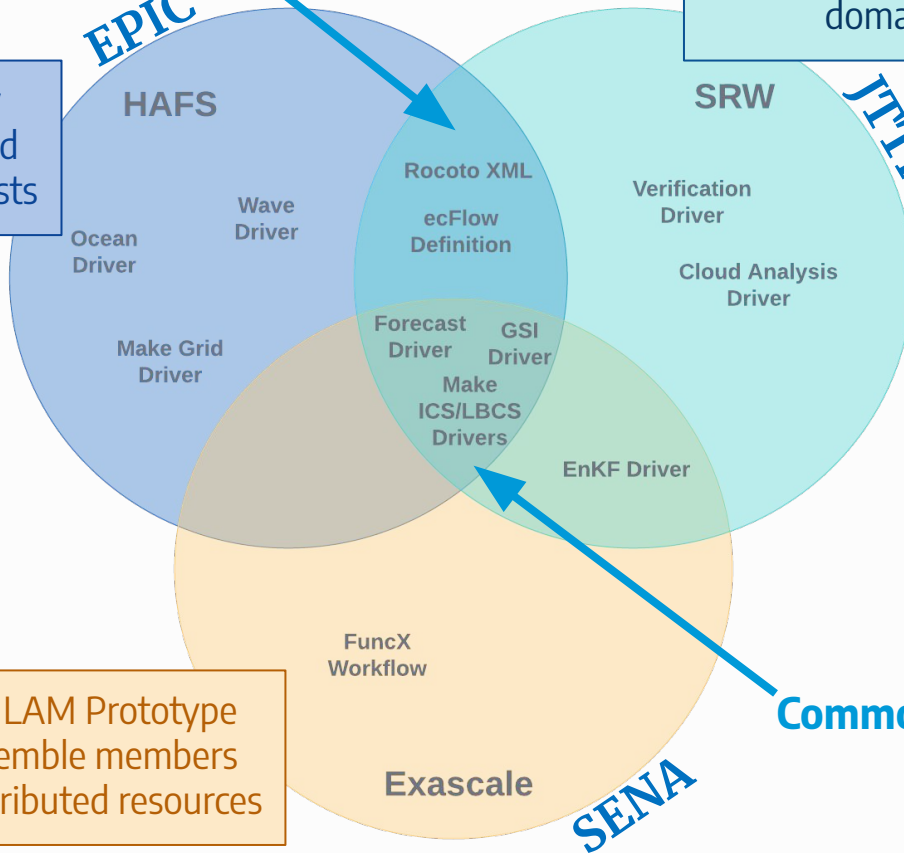 EPIC
doma
HAFS
SRW
JTT
d
sts
Rocoto XML
ecFlow
Definition
Wave
Driver
Ocean
Driver
Verification
Driver
Cloud Analysis
Driver
Make Grid
Driver
Forecast
Driver
GSI
Driver
Make
ICS/LBCS
Drivers
EnKF Driver
FuncX
Workflow
LAM Prototype
emble members
ributed resources
Commo
Exascale
SENA